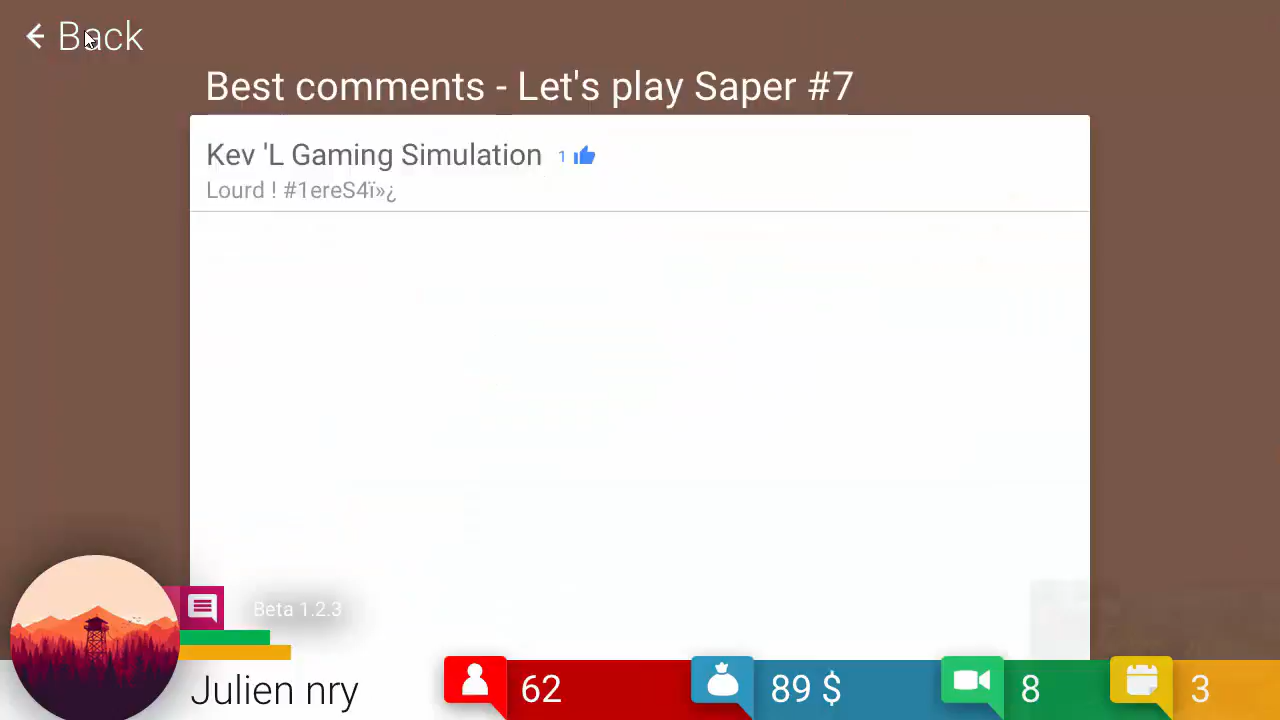 Back
Best comments - Let's play Saper #7
Kev 'L Gaming Simulation 1
Lourd ! #1ereS4ï»¿
Beta 1.2.3
Julien nry
62
89 $
8
3